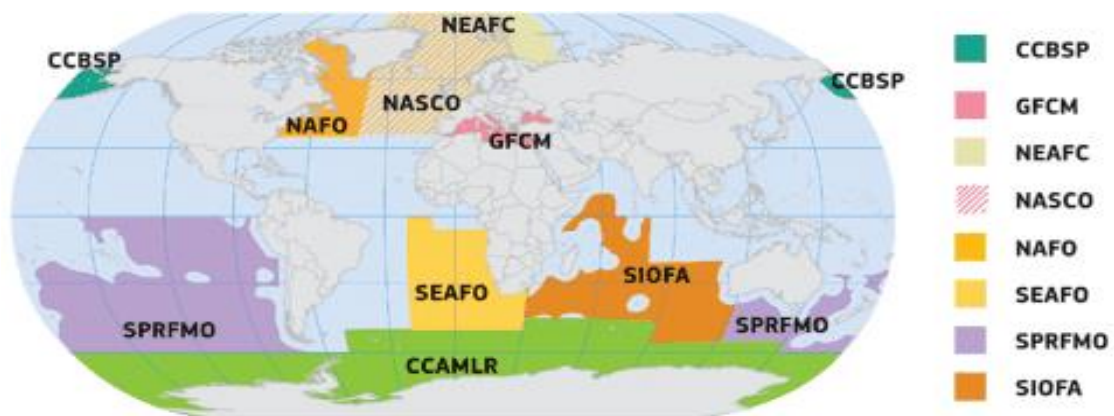 NEAFC
CCBSP
CCBSP
NASCO
NAFO
GFCM
SIOFA
SEAFO
SPRFMO
SPRFMO
CCAMLR
CCBSP
GFCM
NEAFC
NASCO
NAFO
SEAFO
SPRFMO
SIOFA